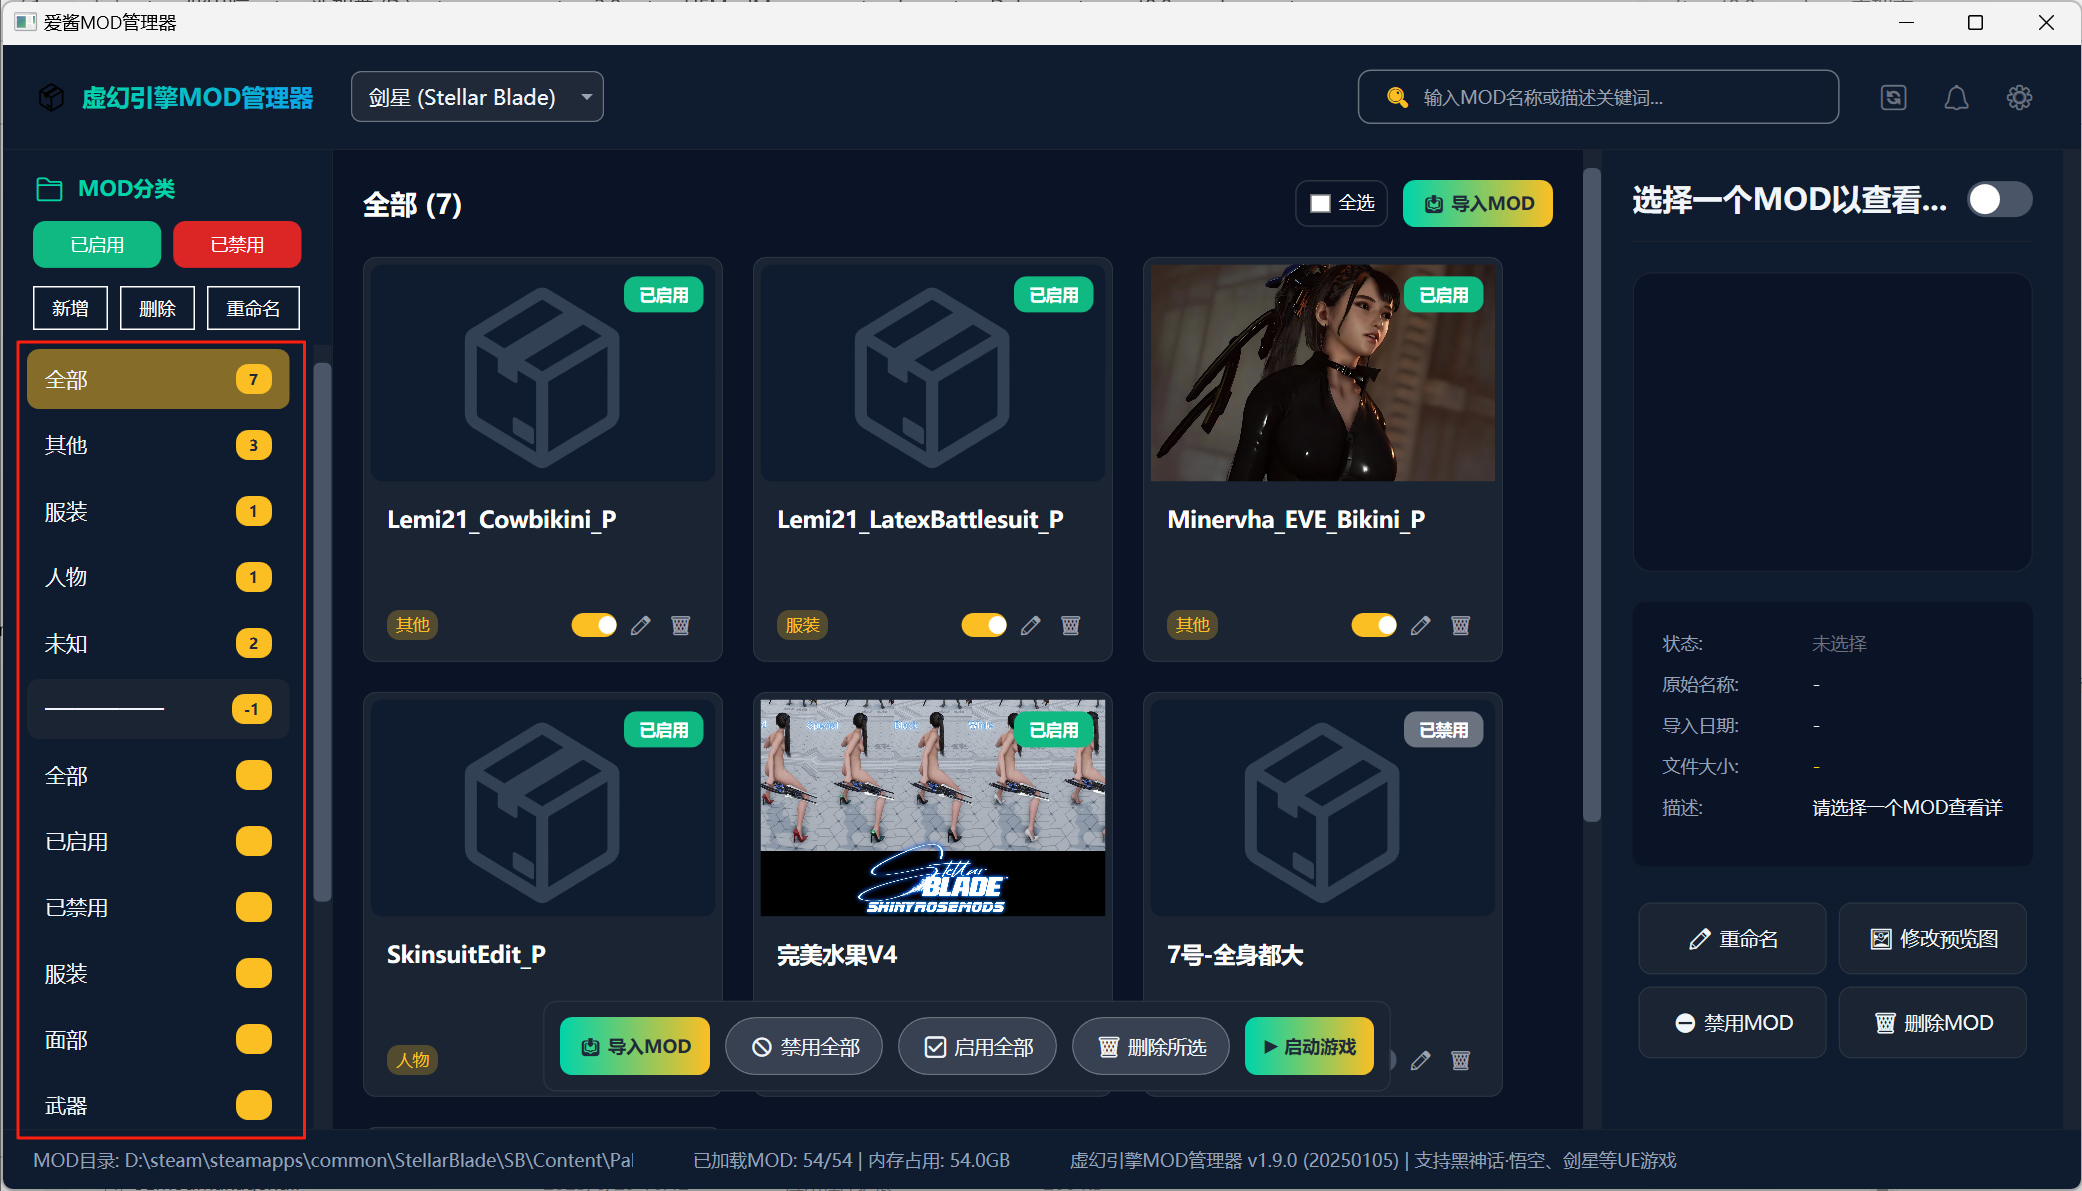 爱酱MOD管理器
虚幻引擎MOD管理器
剑星 (Stellar Blade)
输入MOD名称或描述关键词...
MOD分类
已启用
已禁用
新增
删除
重命名
全部
7
其他
3
服装
1
人物
1
未知
2
-1
全部
已启用
已禁用
服装
面部
武器
全部 (7)
全选
导入MOD
已启用
Lemi21_Cowbikini_P
其他
已启用
Lemi21_LatexBattlesuit_P
服装
已启用
Minervha_EVE_Bikini_P
其他
已启用
SkinsuitEdit_P
人物
已启用
Stellar
BLADE
SHINYROSEMODS
完美水果V4
已禁用
7号-全身都大
导入MOD
禁用全部
启用全部
删除所选
启动游戏
选择一个MOD以查看...
状态:
未选择
原始名称:
-
导入日期:
-
文件大小:
-
描述:
请选择一个MOD查看详
重命名
修改预览图
禁用MOD
删除MOD
MOD目录: D:\steam\steamapps\common\StellarBlade\SB\Content\Pal
已加载MOD: 54/54 | 内存占用: 54.0GB
虚幻引擎MOD管理器 v1.9.0 (20250105) | 支持黑神话·悟空、剑星等UE游戏